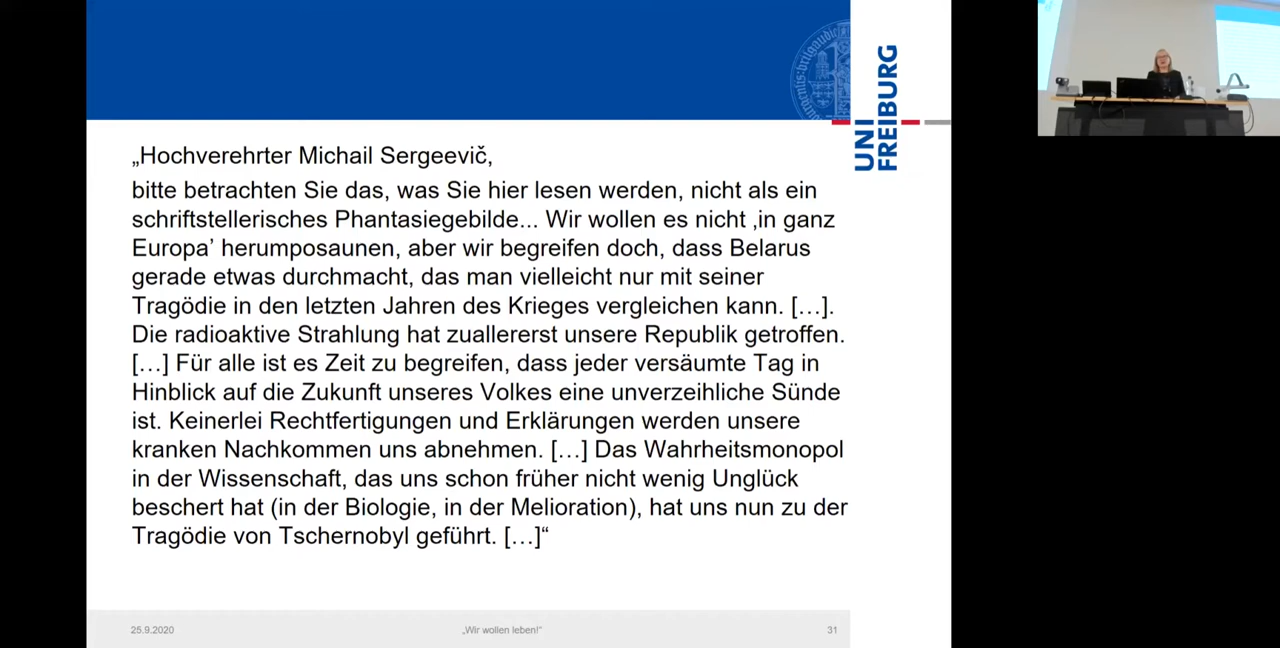 „Hochverehrter Michail Sergeevič,
bitte betrachten Sie das, was Sie hier lesen werden, nicht als ein
schriftstellerisches Phantasiegebilde... Wir wollen es nicht ‚in ganz
Europa’ herumposaunen, aber wir begreifen doch, dass Belarus
gerade etwas durchmacht, das man vielleicht nur mit seiner
Tragödie in den letzten Jahren des Krieges vergleichen kann. […].
Die radioaktive Strahlung hat zuallererst unsere Republik getroffen.
[…] Für alle ist es Zeit zu begreifen, dass jeder versäumte Tag in
Hinblick auf die Zukunft unseres Volkes eine unverzeihliche Sünde
ist. Keinerlei Rechtfertigungen und Erklärungen werden unsere
kranken Nachkommen uns abnehmen. […] Das Wahrheitsmonopol
in der Wissenschaft, das uns schon früher nicht wenig Unglück
beschert hat (in der Biologie, in der Melioration), hat uns nun zu der
Tragödie von Tschernobyl geführt. […]“
UNI
FREIBURG
25.9.2020
„Wir wollen leben!“
31